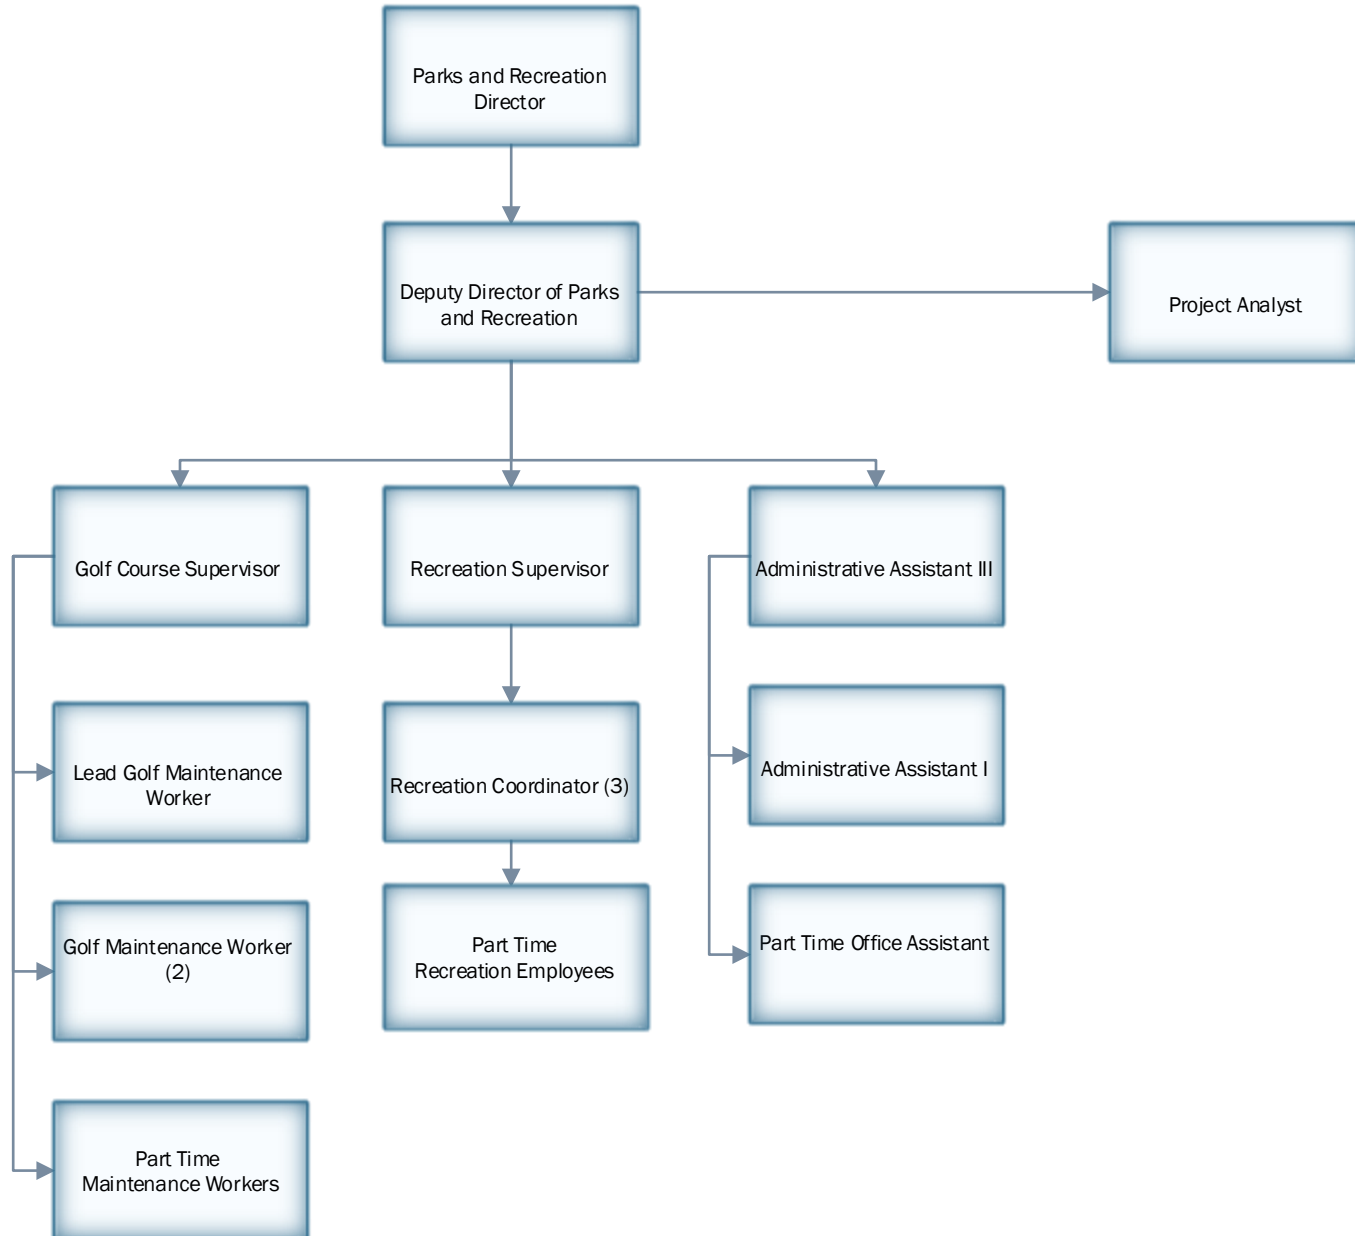 Parks and Recreation
Director
Deputy Director of Parks
and Recreation
Project Analyst
Golf Course Supervisor
Recreation Supervisor
Administrative Assistant III
Lead Golf Maintenance
Worker
Recreation Coordinator (3)
Administrative Assistant I
Golf Maintenance Worker
(2)
Part Time
Recreation Employees
Part Time Office Assistant
Part Time
Maintenance Workers